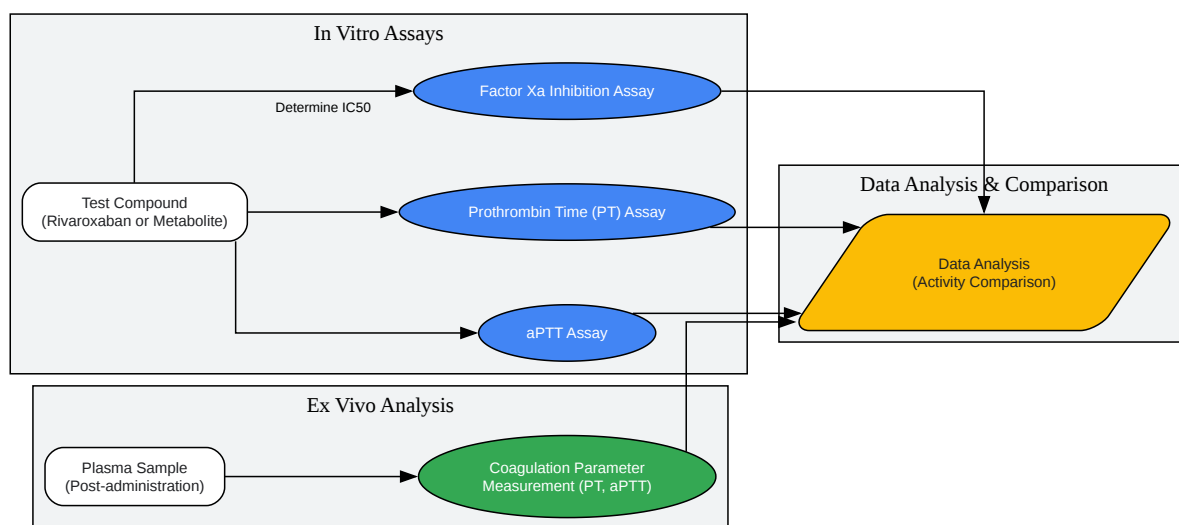 In Vitro Assays
Factor Xa Inhibition Assay
Determine IC50
Test Compound
(Rivaroxaban or Metabolite)
Prothrombin Time (PT) Assay
aPTT Assay
Data Analysis & Comparison
Data Analysis
(Activity Comparison)
Ex Vivo Analysis
Plasma Sample
(Post-administration)
Coagulation Parameter
Measurement (PT, aPTT)